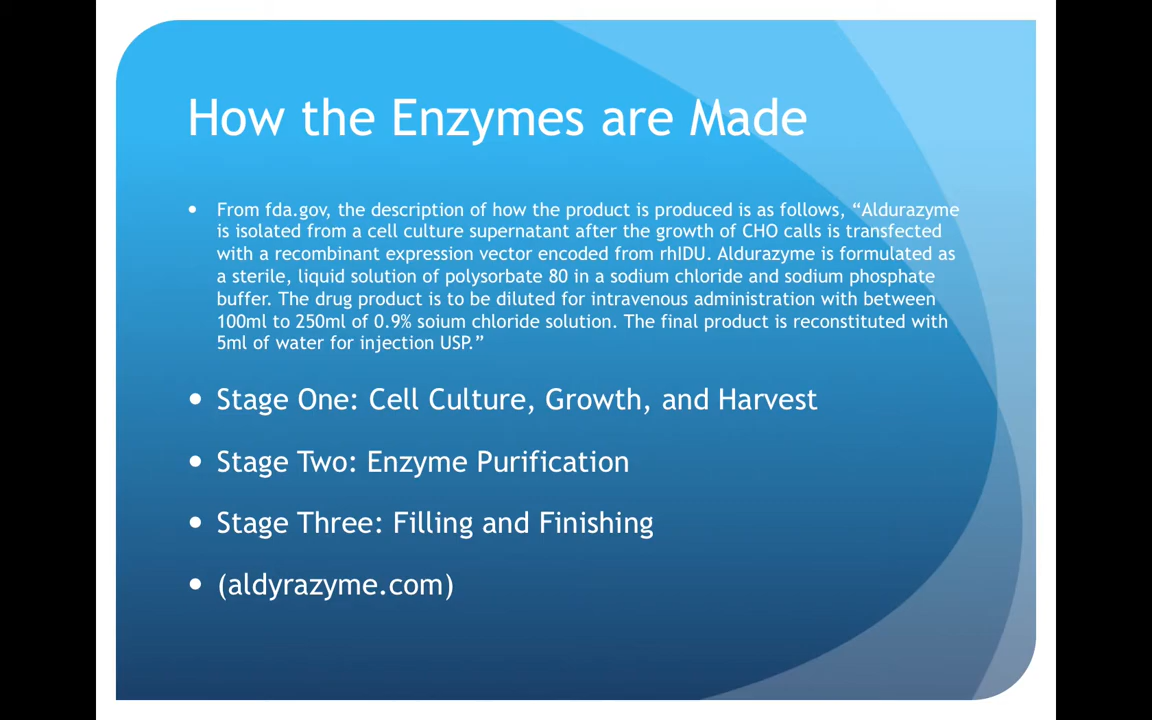 How the Enzymes are Made
• From fda.gov, the description of how the product is produced is as follows, “Aldurazyme
is isolated from a cell culture supernatant after the growth of CHO calls is transfected
with a recombinant expression vector encoded from rhIDU. Aldurazyme is formulated as
a sterile, liquid solution of polysorbate 80 in a sodium chloride and sodium phosphate
buffer. The drug product is to be diluted for intravenous administration with between
100ml to 250ml of 0.9% soium chloride solution. The final product is reconstituted with
5ml of water for injection USP.”
• Stage One: Cell Culture, Growth, and Harvest
• Stage Two: Enzyme Purification
• Stage Three: Filling and Finishing
• (aldyrazyme.com)